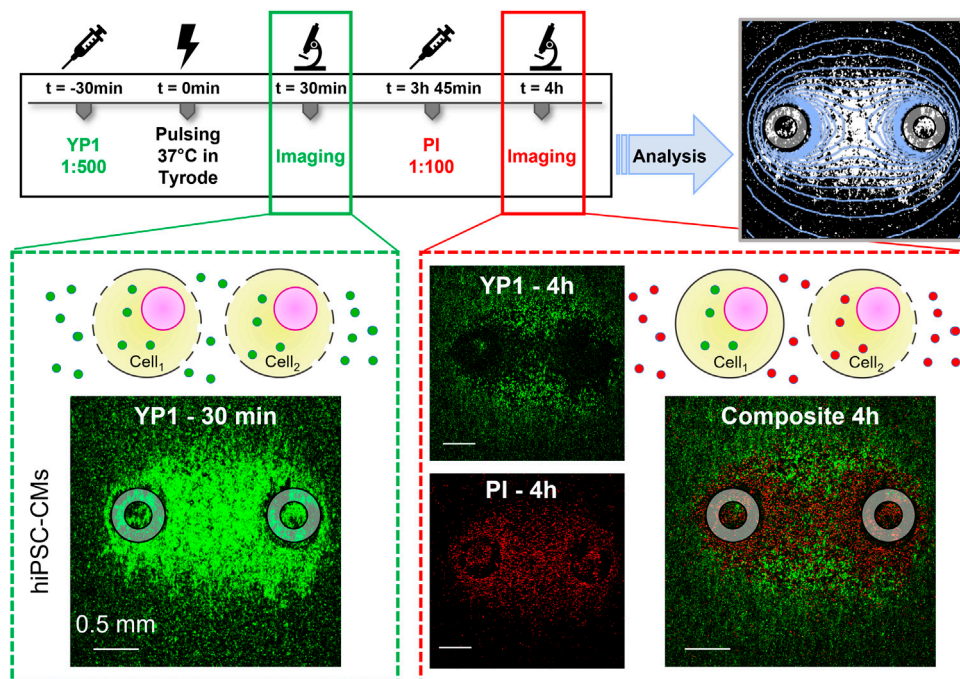 t = -30min
t = 0min
t = 30min
t = 3h 45min
t = 4h
YP1
1:500
Pulsing
37°C in
Tyrode
Imaging
PI
1:100
Imaging
Analysis
Cell1
Cell2
YP1 - 30 min
hiPSC-CMs
0.5 mm
YP1 - 4h
PI - 4h
Cell1
Cell2
Composite 4h